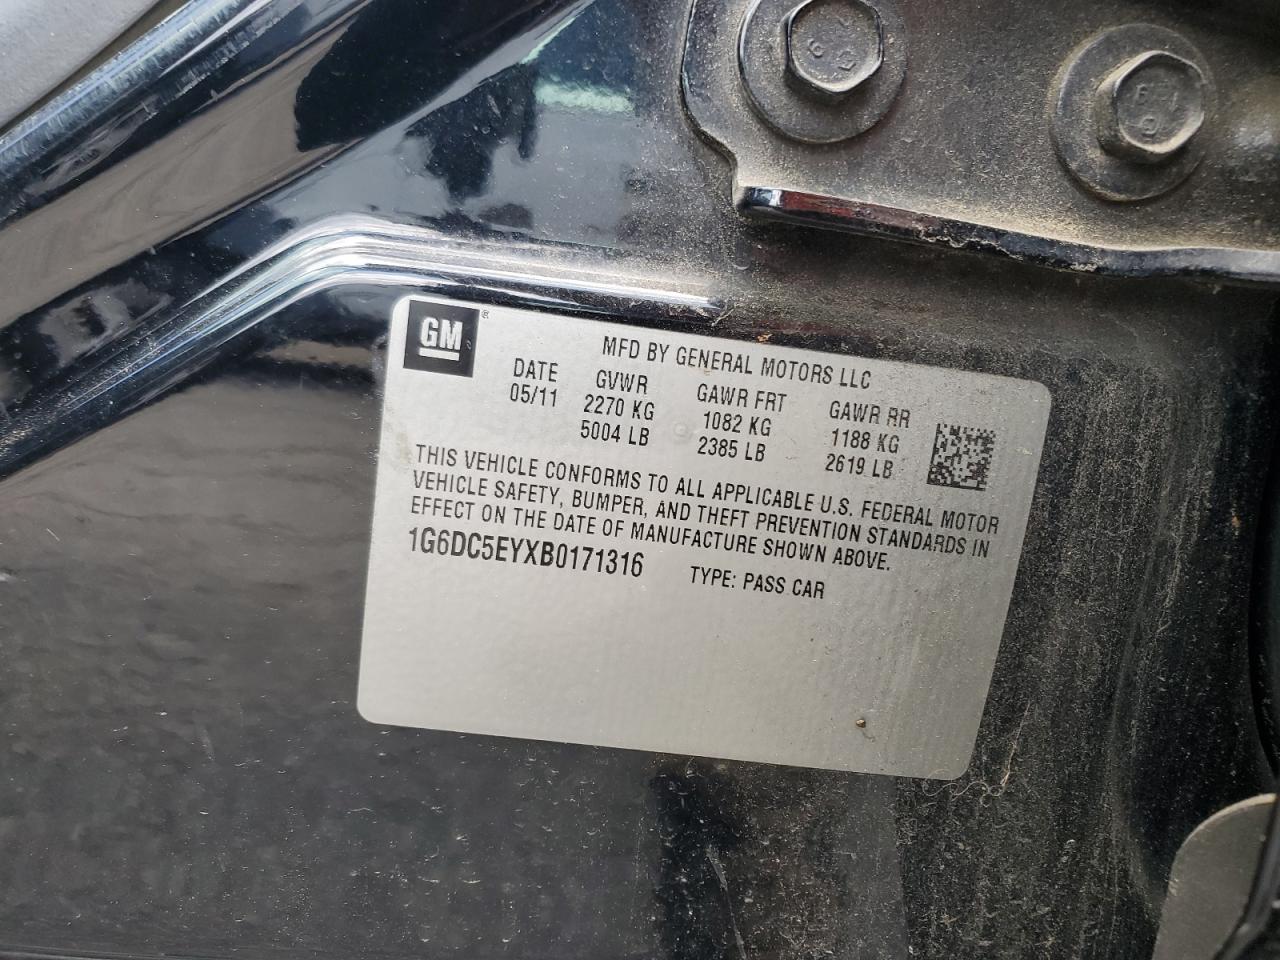 GM ®
MFD BY GENERAL MOTORS LLC
DATE GVWR GAWR FRT GAWR RR
05/11 2270 KG 1082 KG 1188 KG
5004 LB 2385 LB 2619 LB
THIS VEHICLE CONFORMS TO ALL APPLICABLE U.S. FEDERAL MOTOR
VEHICLE SAFETY, BUMPER, AND THEFT PREVENTION STANDARDS IN
EFFECT ON THE DATE OF MANUFACTURE SHOWN ABOVE.
1G6DC5EYXB0171316 TYPE: PASS CAR